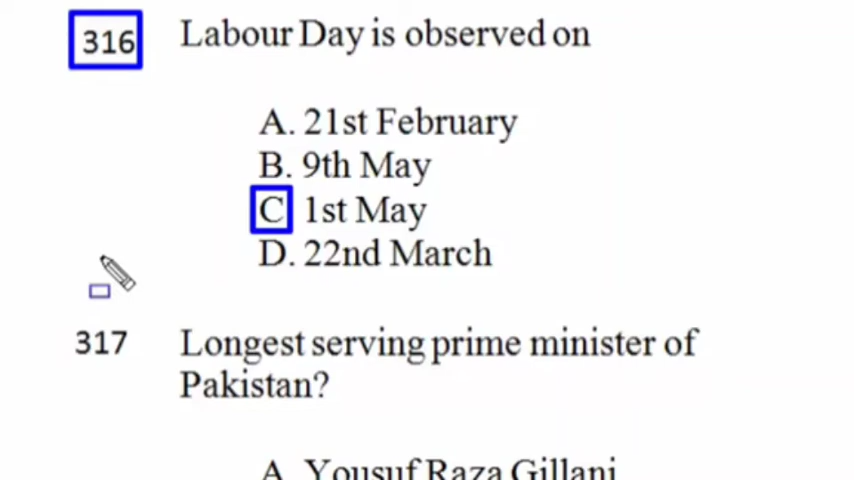 316 Labour Day is observed on
A. 21st February
B. 9th May
C 1st May
D. 22nd March
317 Longest serving prime minister of
Pakistan?
A. Yousuf Raza Gillani